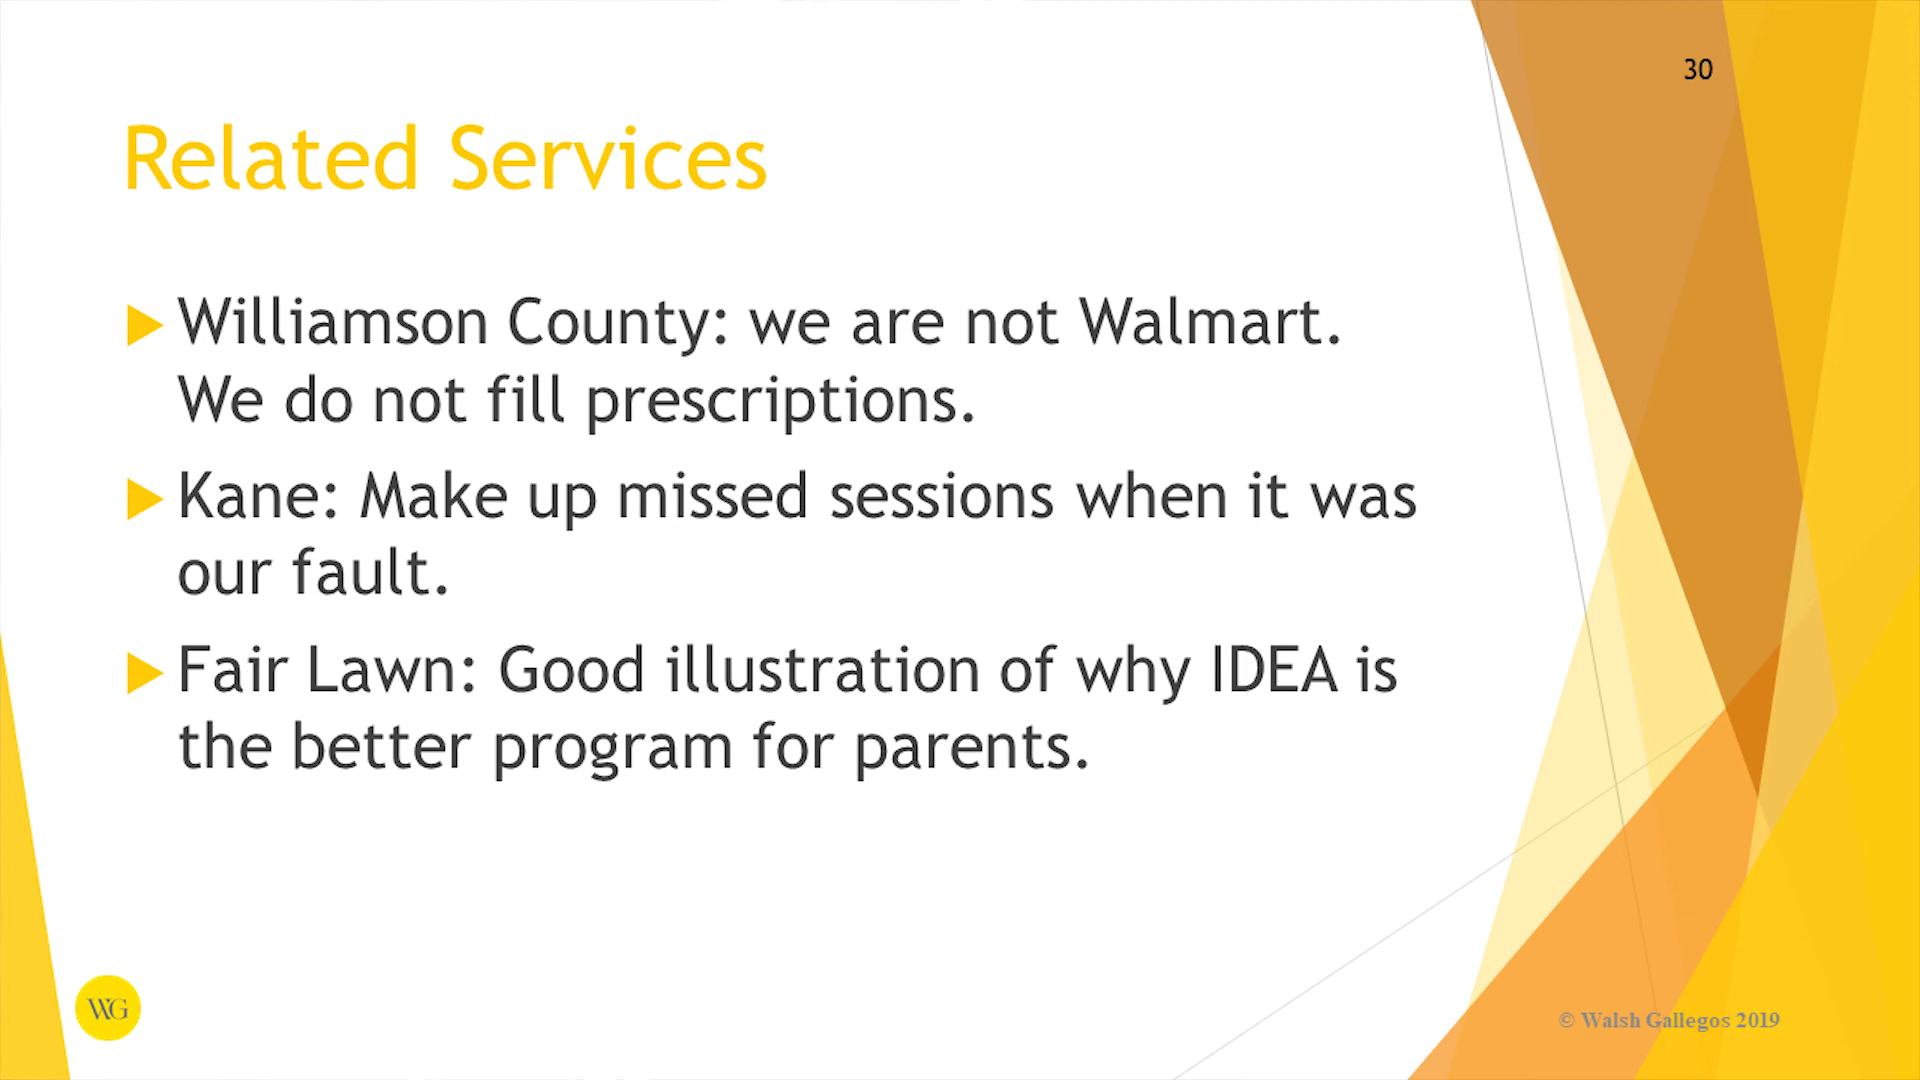 30
Related Services
Williamson County: we are not Walmart.
We do not fill prescriptions.
Kane: Make up missed sessions when it was
our fault.
Fair Lawn: Good illustration of why IDEA is
the better program for parents.
WG
© Walsh Gallegos 2019